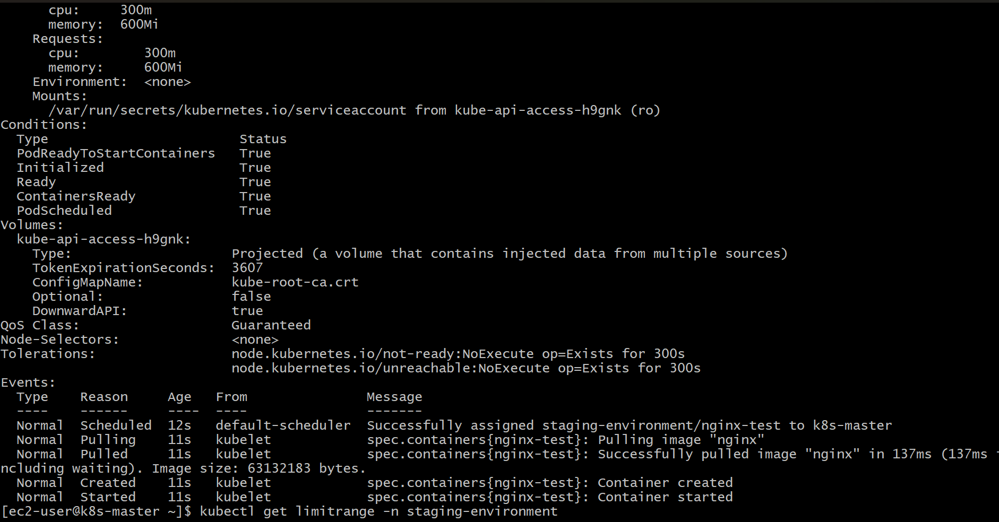 cpu:     300m
memory:  600Mi
Requests:
cpu:        300m
memory:     600Mi
Environment:  <none>
Mounts:
/var/run/secrets/kubernetes.io/serviceaccount from kube-api-access-h9gnk (ro)
Conditions:
Type                        Status
PodReadyToStartContainers   True
Initialized                 True
Ready                       True
ContainersReady             True
PodScheduled                True
Volumes:
kube-api-access-h9gnk:
Type:                    Projected (a volume that contains injected data from multiple sources)
TokenExpirationSeconds:  3607
ConfigMapName:           kube-root-ca.crt
Optional:                false
DownwardAPI:             true
QoS Class:                   Guaranteed
Node-Selectors:              <none>
Tolerations:                 node.kubernetes.io/not-ready:NoExecute op=Exists for 300s
node.kubernetes.io/unreachable:NoExecute op=Exists for 300s
Events:
Type    Reason     Age   From               Message
----    ------     ----  ----               -------
Normal  Scheduled  12s   default-scheduler  Successfully assigned staging-environment/nginx-test to k8s-master
Normal  Pulling    11s   kubelet            spec.containers{nginx-test}: Pulling image "nginx"
Normal  Pulled     11s   kubelet            spec.containers{nginx-test}: Successfully pulled image "nginx" in 137ms (137ms
ncluding waiting). Image size: 63132183 bytes.
Normal  Created    11s   kubelet            spec.containers{nginx-test}: Container created
Normal  Started    11s   kubelet            spec.containers{nginx-test}: Container started
[ec2-user@k8s-master ~]$ kubectl get limitrange -n staging-environment